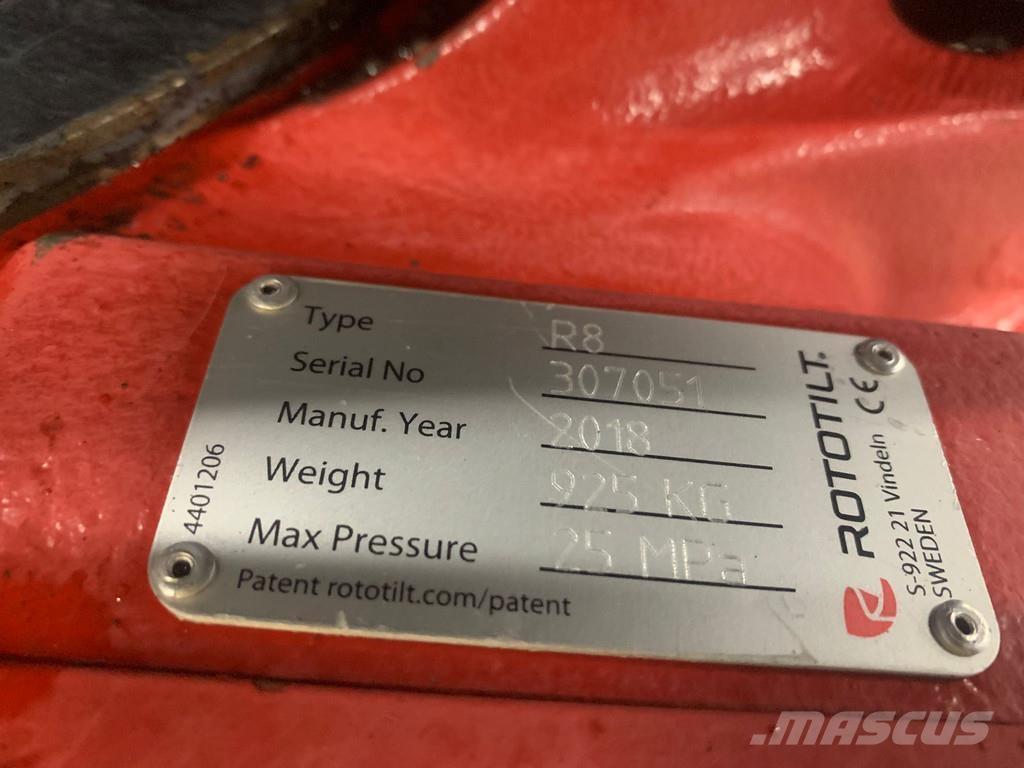 Type R8
Serial No 307051
Manuf. Year 2018
Weight 925 KG
Max Pressure 25 MPa
Patent rototilt.com/patent
4401206
ROTOTILT.
CE
S-922 21 Vindeln
SWEDEN
MASCUS